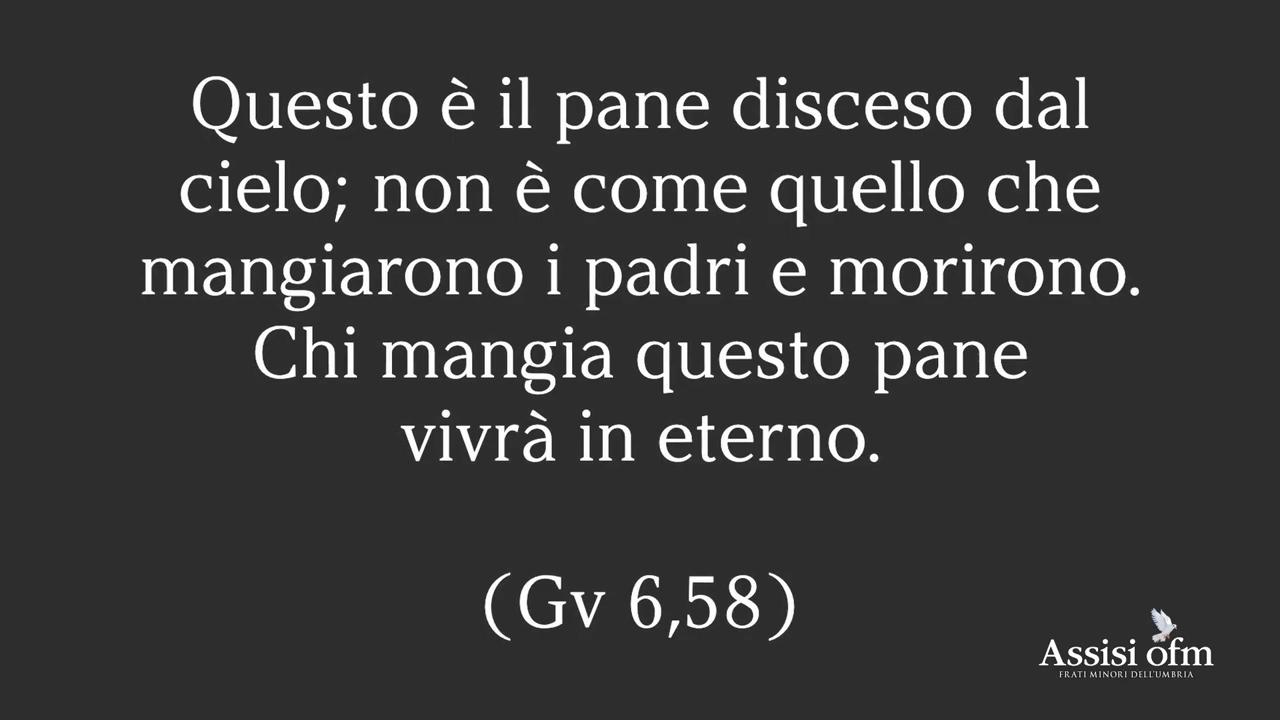 Questo è il pane disceso dal
cielo; non è come quello che
mangiarono i padri e morirono.
Chi mangia questo pane
vivrà in eterno.
(Gv 6,58)
Assisi ofm
FRATI MINORI DELL'UMBRIA